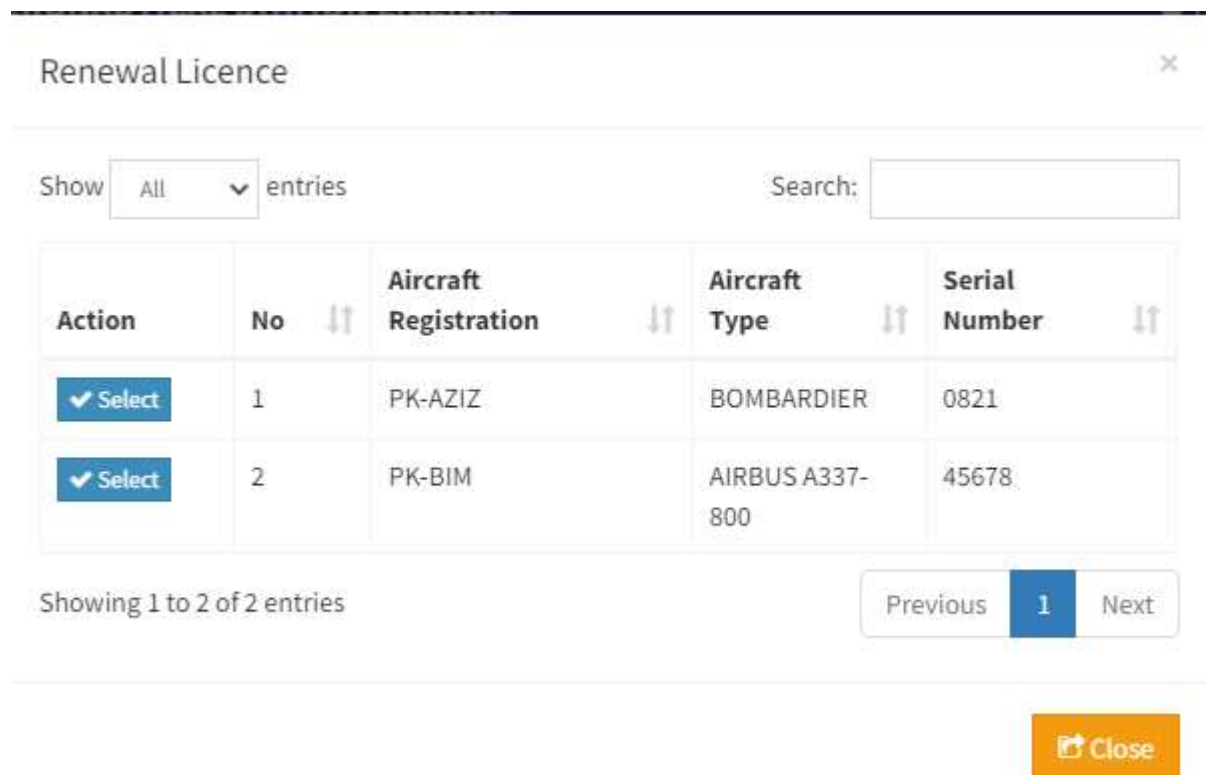 Renewal Licence ×
Show All entries Search:
Action No Aircraft Registration Aircraft Type Serial Number
Select 1 PK-AZIZ BOMBARDIER 0821
Select 2 PK-BIM AIRBUS A337-
800 45678
Showing 1 to 2 of 2 entries Previous 1 Next
Close